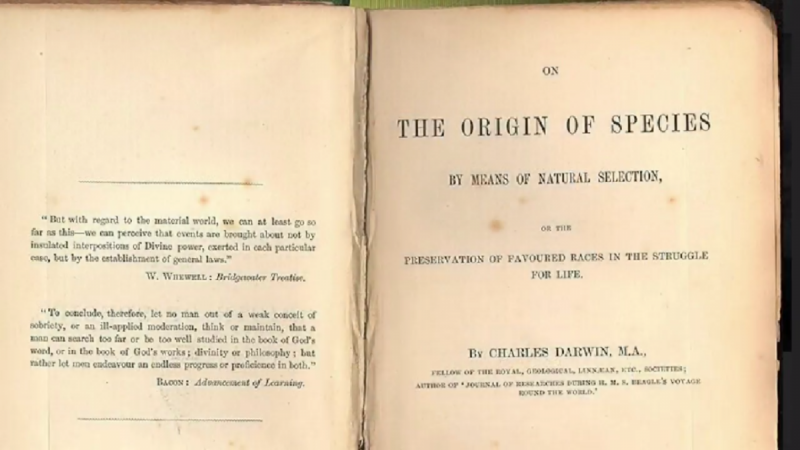 "But with regard to the material world, we can at least go so
far as this—we can perceive that events are brought about not by
insulated interpositions of Divine power, exerted in each particular
case, but by the establishment of general laws."
W. WHEWELL: Bridgewater Treatise.
"To conclude, therefore, let no man out of a weak conceit of
sobriety, or an ill-applied moderation, think or maintain, that a
man can search too far or be too well studied in the book of God's
word, or in the book of God's works; divinity or philosophy; but
rather let men endeavour an endless progress or proficience in both."
BACON: Advancement of Learning.
ON
THE ORIGIN OF SPECIES
BY MEANS OF NATURAL SELECTION,
OR THE
PRESERVATION OF FAVOURED RACES IN THE STRUGGLE
FOR LIFE.
BY CHARLES DARWIN, M.A.,
FELLOW OF THE ROYAL, GEOLOGICAL, LINNÆAN, ETC., SOCIETIES;
AUTHOR OF 'JOURNAL OF RESEARCHES DURING H. M. S. BEAGLE'S VOYAGE
ROUND THE WORLD.'